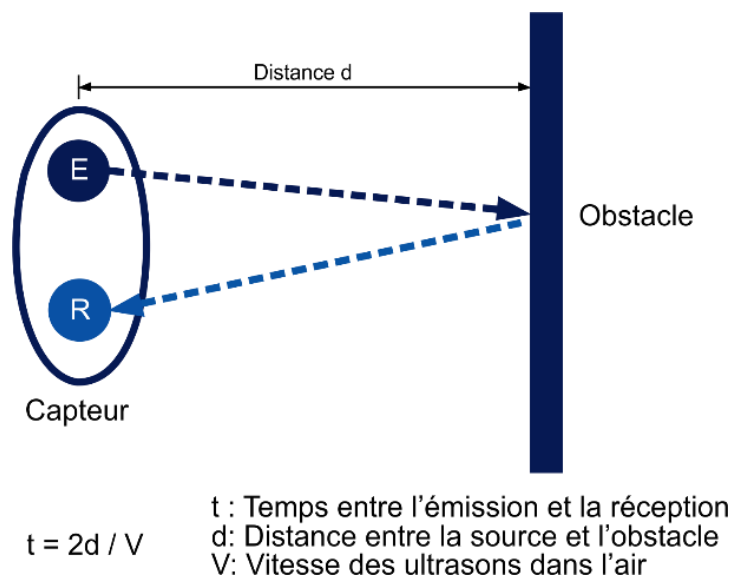 Distance d
E
Obstacle
R
Capteur
t = 2d / V
t : Temps entre l’émission et la réception
d: Distance entre la source et l’obstacle
V: Vitesse des ultrasons dans l’air